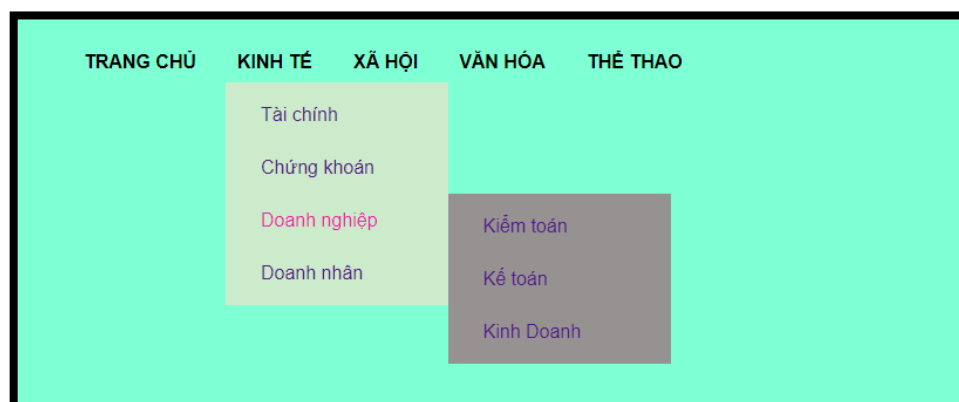 TRANG CHỦ KINH TẾ XÃ HỘI VĂN HÓA THỂ THAO
Tài chính
Chứng khoán
Doanh nghiệp
Doanh nhân
Kiểm toán
Kế toán
Kinh Doanh